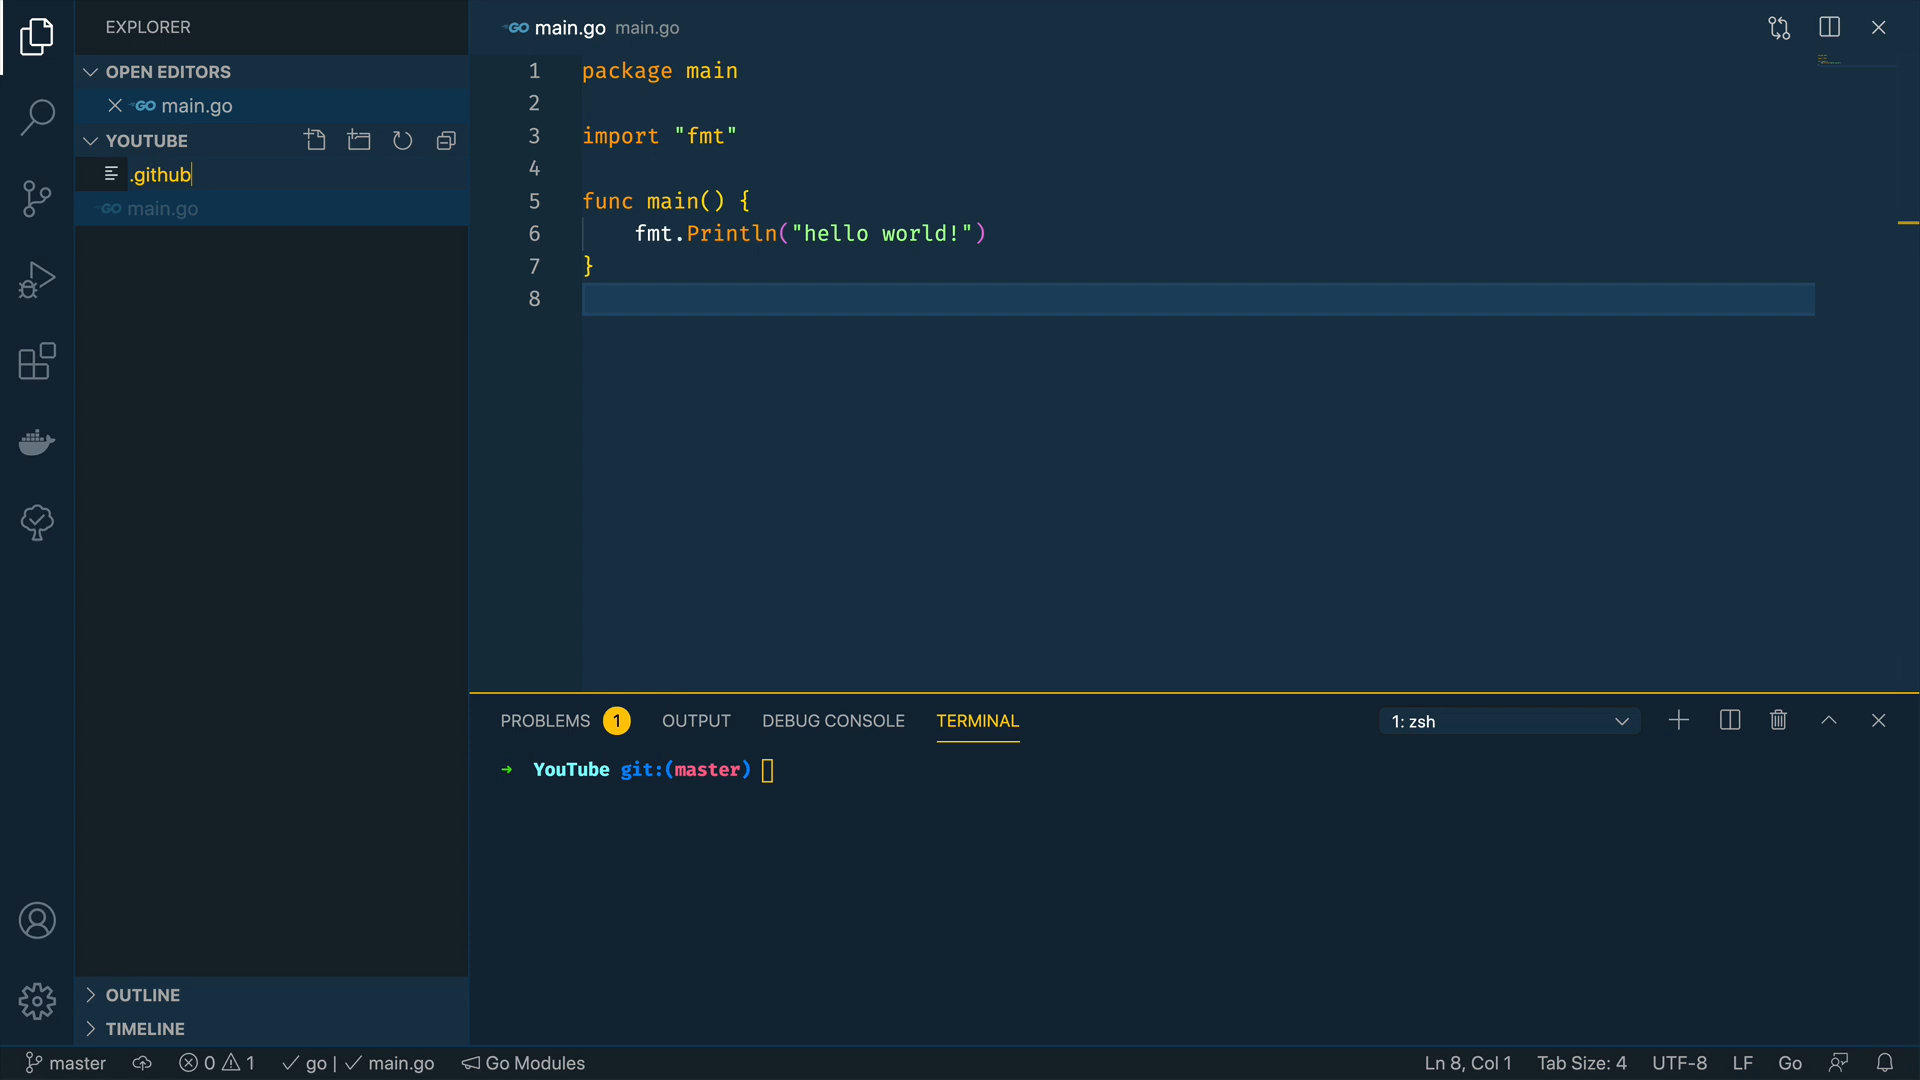 EXPLORER
OPEN EDITORS
GO main.go
YOUTUBE
.github
GO main.go
OUTLINE
TIMELINE
GO main.go main.go
1 package main
2
3 import "fmt"
4
5 func main() {
6 fmt.Println("hello world!")
7 }
8
PROBLEMS 1 OUTPUT DEBUG CONSOLE TERMINAL 1: zsh
➜ YouTube git:(master)
master 0 1 go | main.go Go Modules Ln 8, Col 1 Tab Size: 4 UTF-8 LF Go